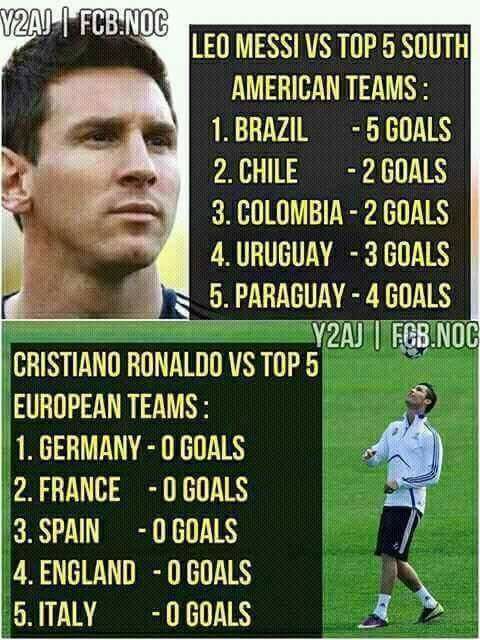 Y2AJ | FCB.NOC
LEO MESSI VS TOP 5 SOUTH
AMERICAN TEAMS :
1. BRAZIL - 5 GOALS
2. CHILE - 2 GOALS
3. COLOMBIA - 2 GOALS
4. URUGUAY - 3 GOALS
5. PARAGUAY - 4 GOALS
Y2AJ | FCB.NOC
CRISTIANO RONALDO VS TOP 5
EUROPEAN TEAMS :
1. GERMANY - 0 GOALS
2. FRANCE - 0 GOALS
3. SPAIN - 0 GOALS
4. ENGLAND - 0 GOALS
5. ITALY - 0 GOALS